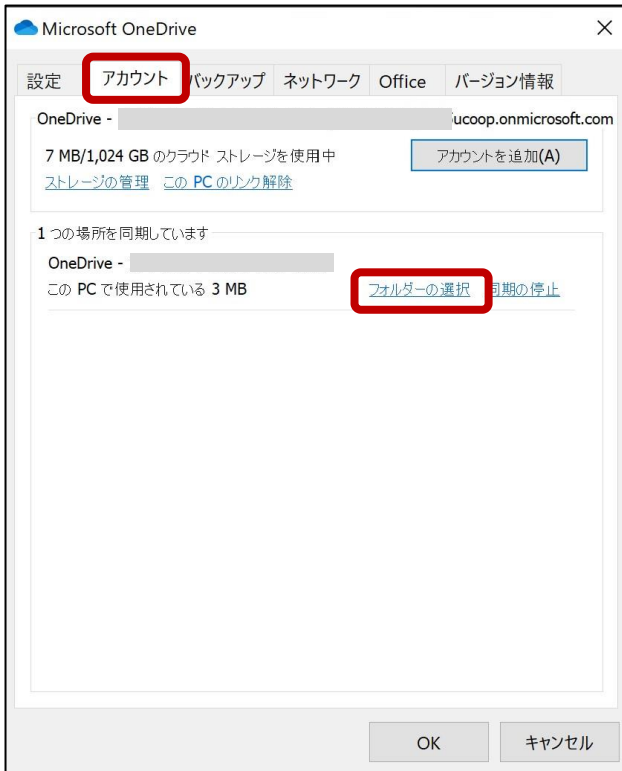 Microsoft OneDrive
設定 アカウント バックアップ ネットワーク Office バージョン情報
OneDrive - ucoop.onmicrosoft.com
7 MB/1,024 GB のクラウド ストレージを使用中 アカウントを追加(A)
ストレージの管理 この PC のリンク解除
1 つの場所を同期しています
OneDrive -
この PC で使用されている 3 MB フォルダーの選択 同期の停止
OK キャンセル